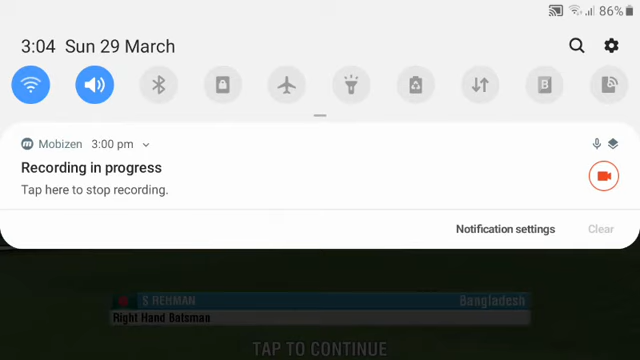 86%
3:04 Sun 29 March
B
Mobizen 3:00 pm
Recording in progress
Tap here to stop recording.
Notification settings
Clear
S REHMAN
Bangladesh
Right Hand Batsman
TAP TO CONTINUE